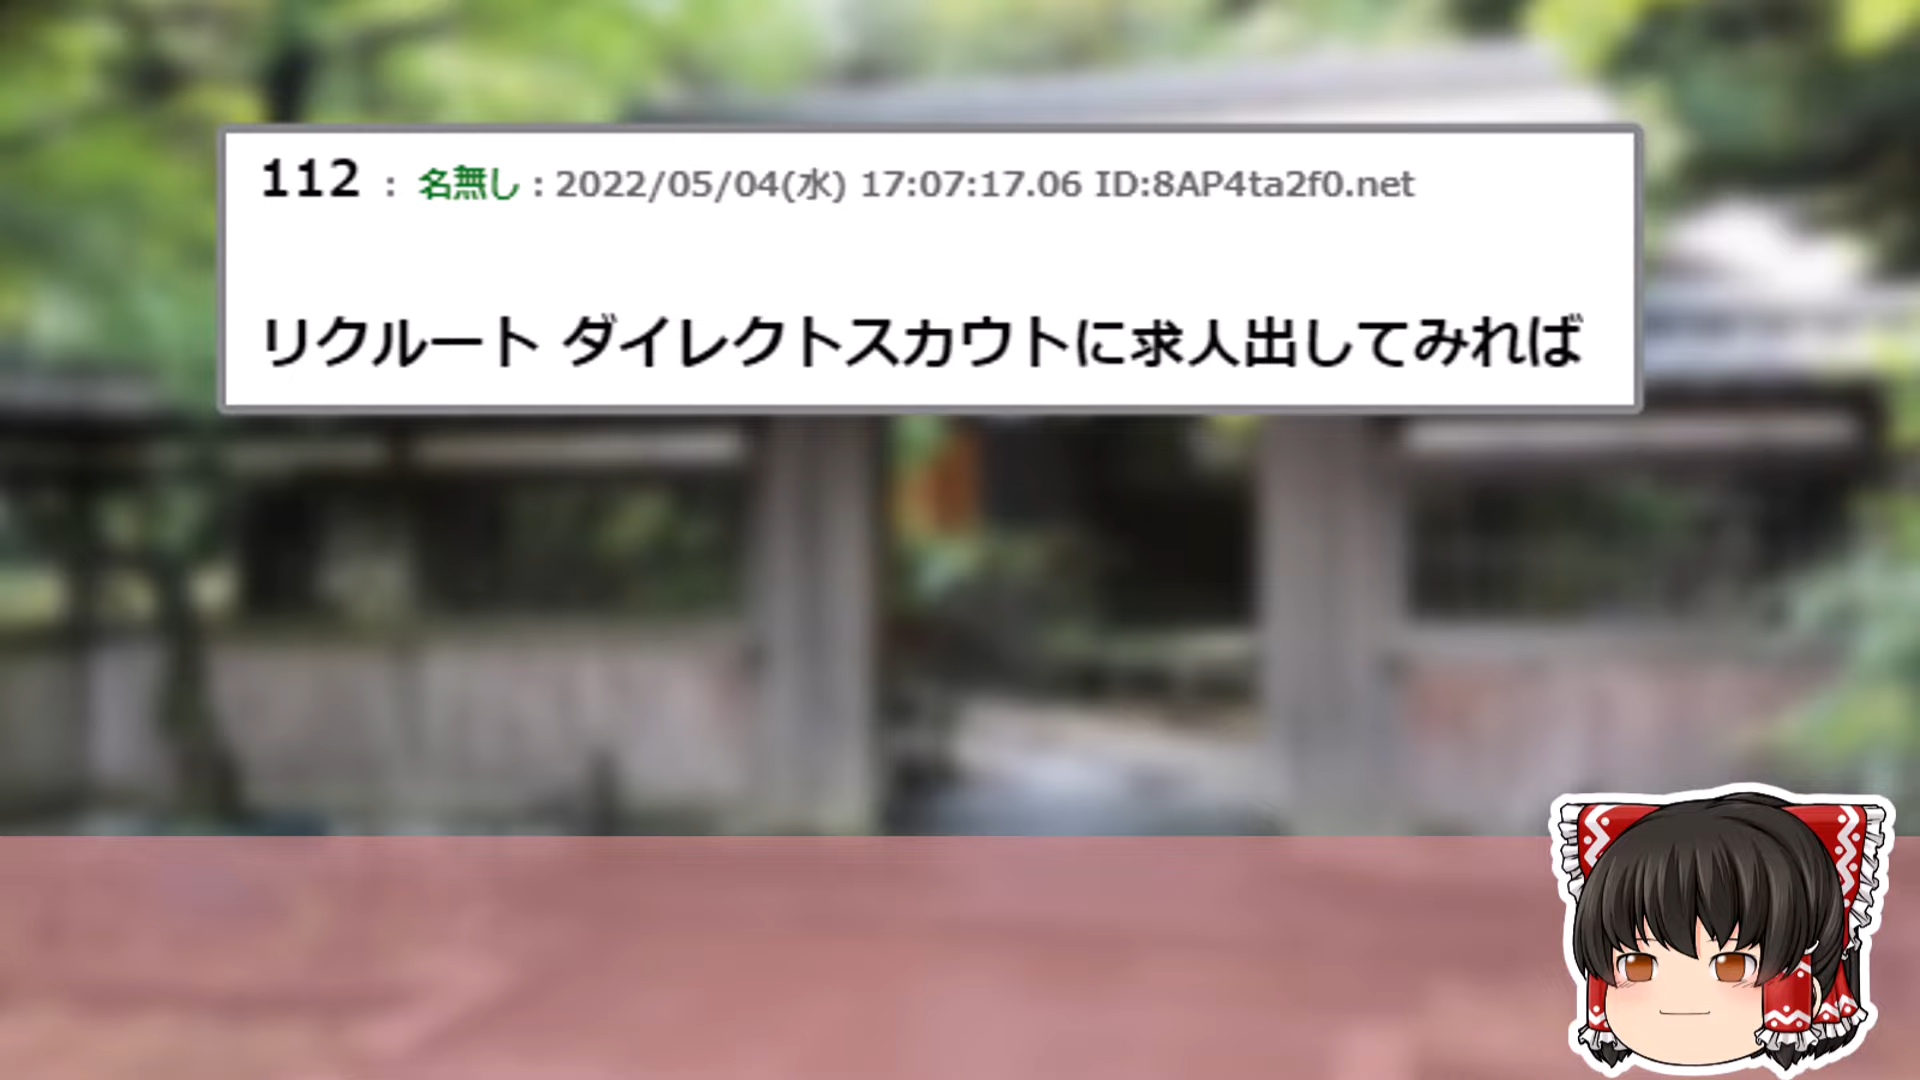 112 : 名無し : 2022/05/04(水) 17:07:17.06 ID:8AP4ta2f0.net
リクルート ダイレクトスカウトに求人出してみれば